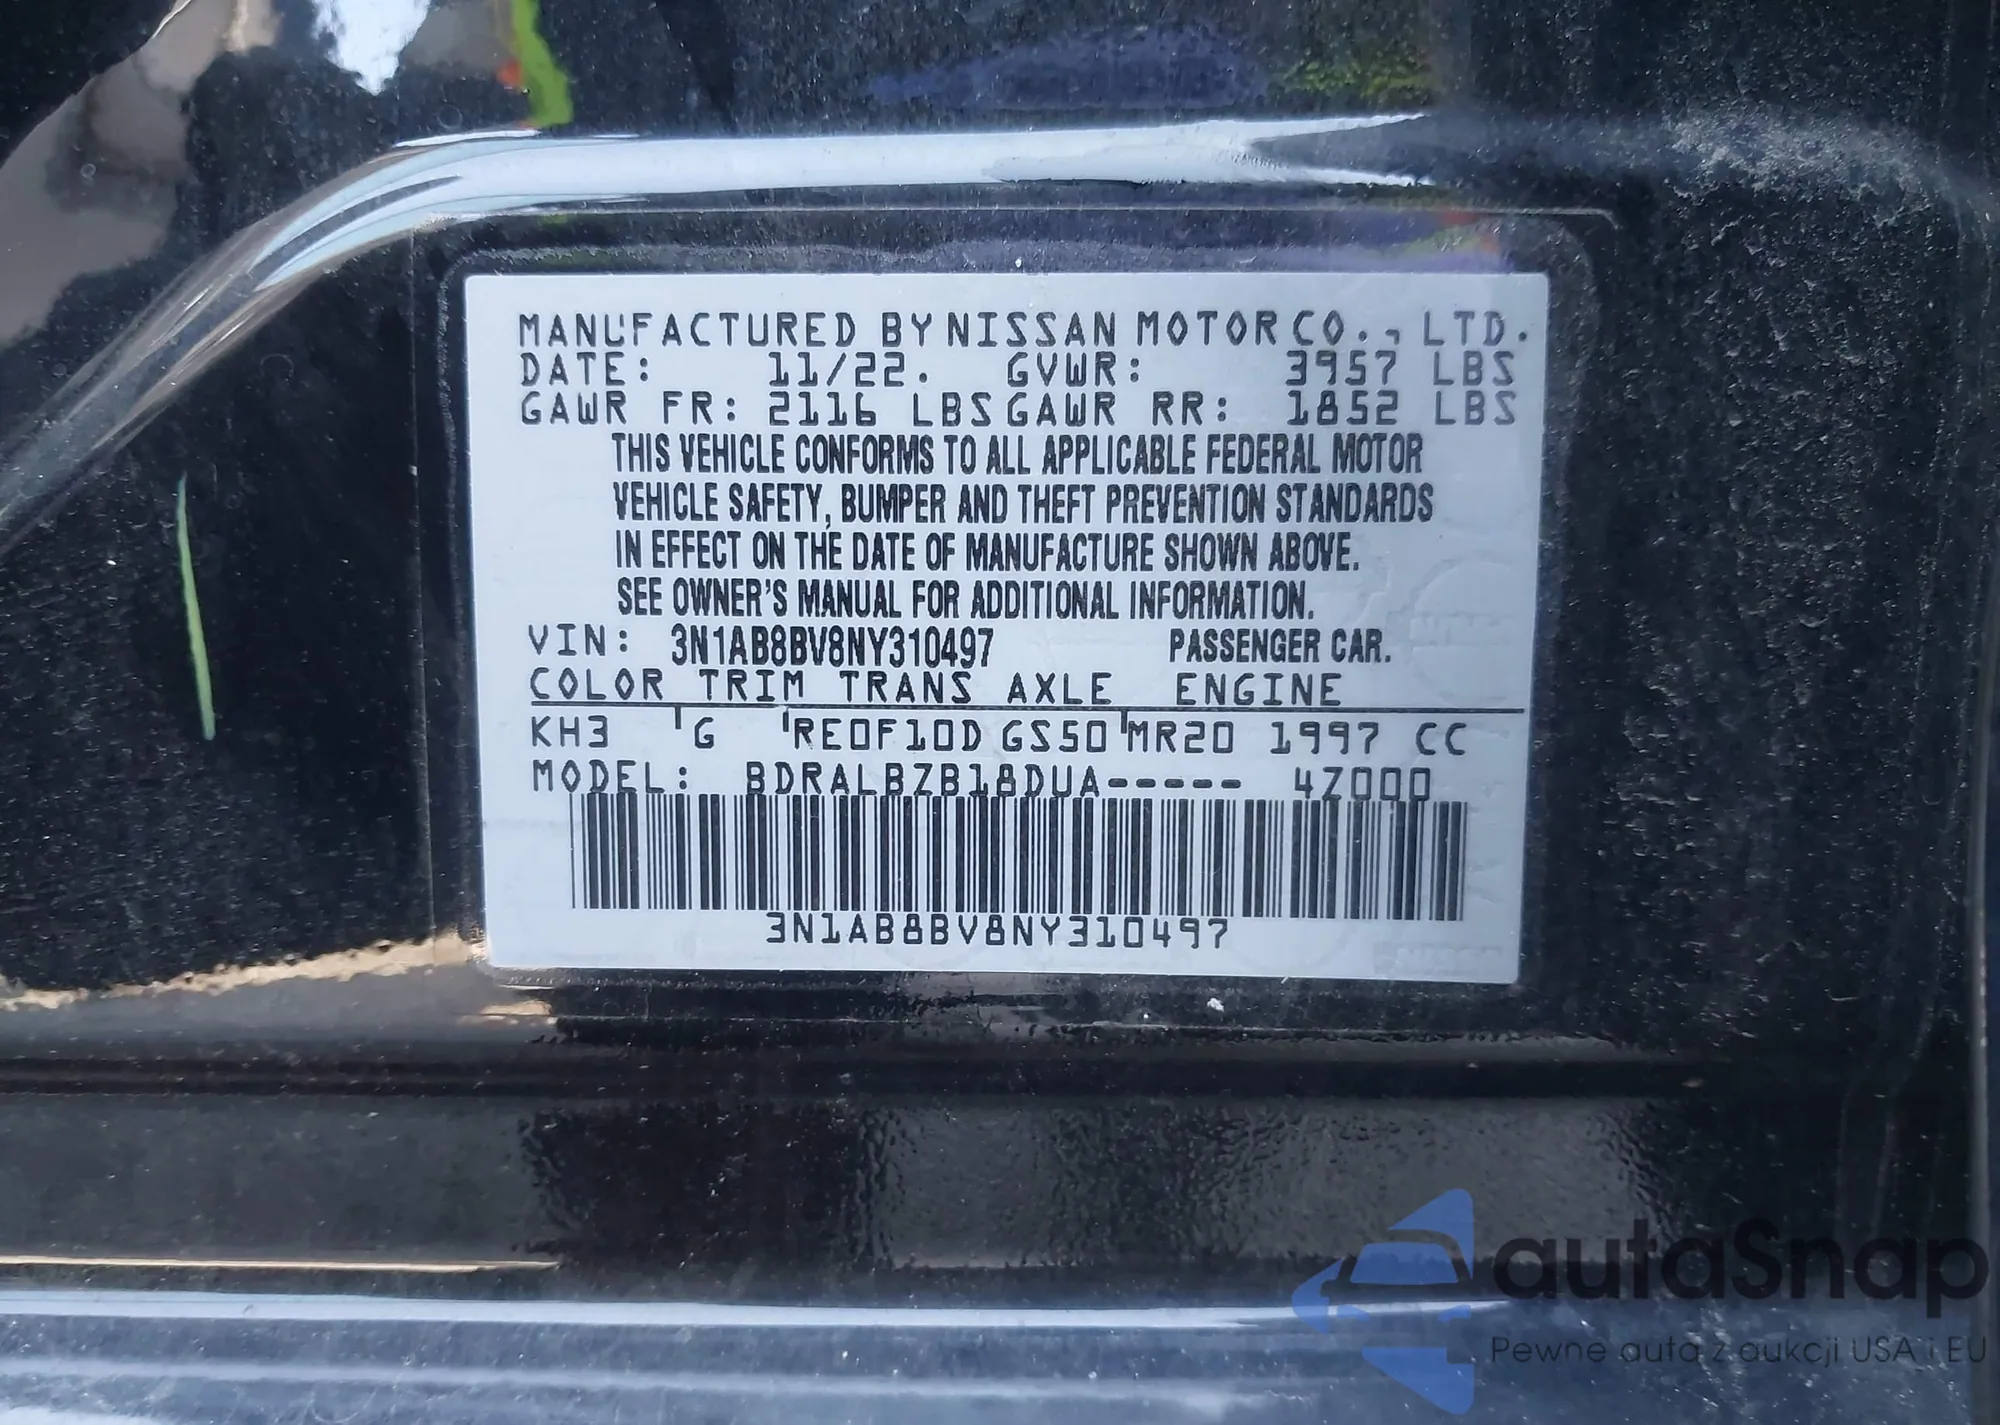 MANUFACTURED BY NISSAN MOTOR CO., LTD.
DATE: 11/22. GVWR: 3957 LBS
GAWR FR: 2116 LBS GAWR RR: 1852 LBS
THIS VEHICLE CONFORMS TO ALL APPLICABLE FEDERAL MOTOR
VEHICLE SAFETY, BUMPER AND THEFT PREVENTION STANDARDS
IN EFFECT ON THE DATE OF MANUFACTURE SHOWN ABOVE.
SEE OWNER'S MANUAL FOR ADDITIONAL INFORMATION.
VIN: 3N1AB8BV8NY310497 PASSENGER CAR.
COLOR TRIM TRANS AXLE ENGINE
KH3 G RE0F10D GS50 MR20 1997 CC
MODEL: BDRALBZB18DUA----- 4Z000
3N1AB8BV8NY310497
autaSnap
Pewne auta z aukcji USA i EU